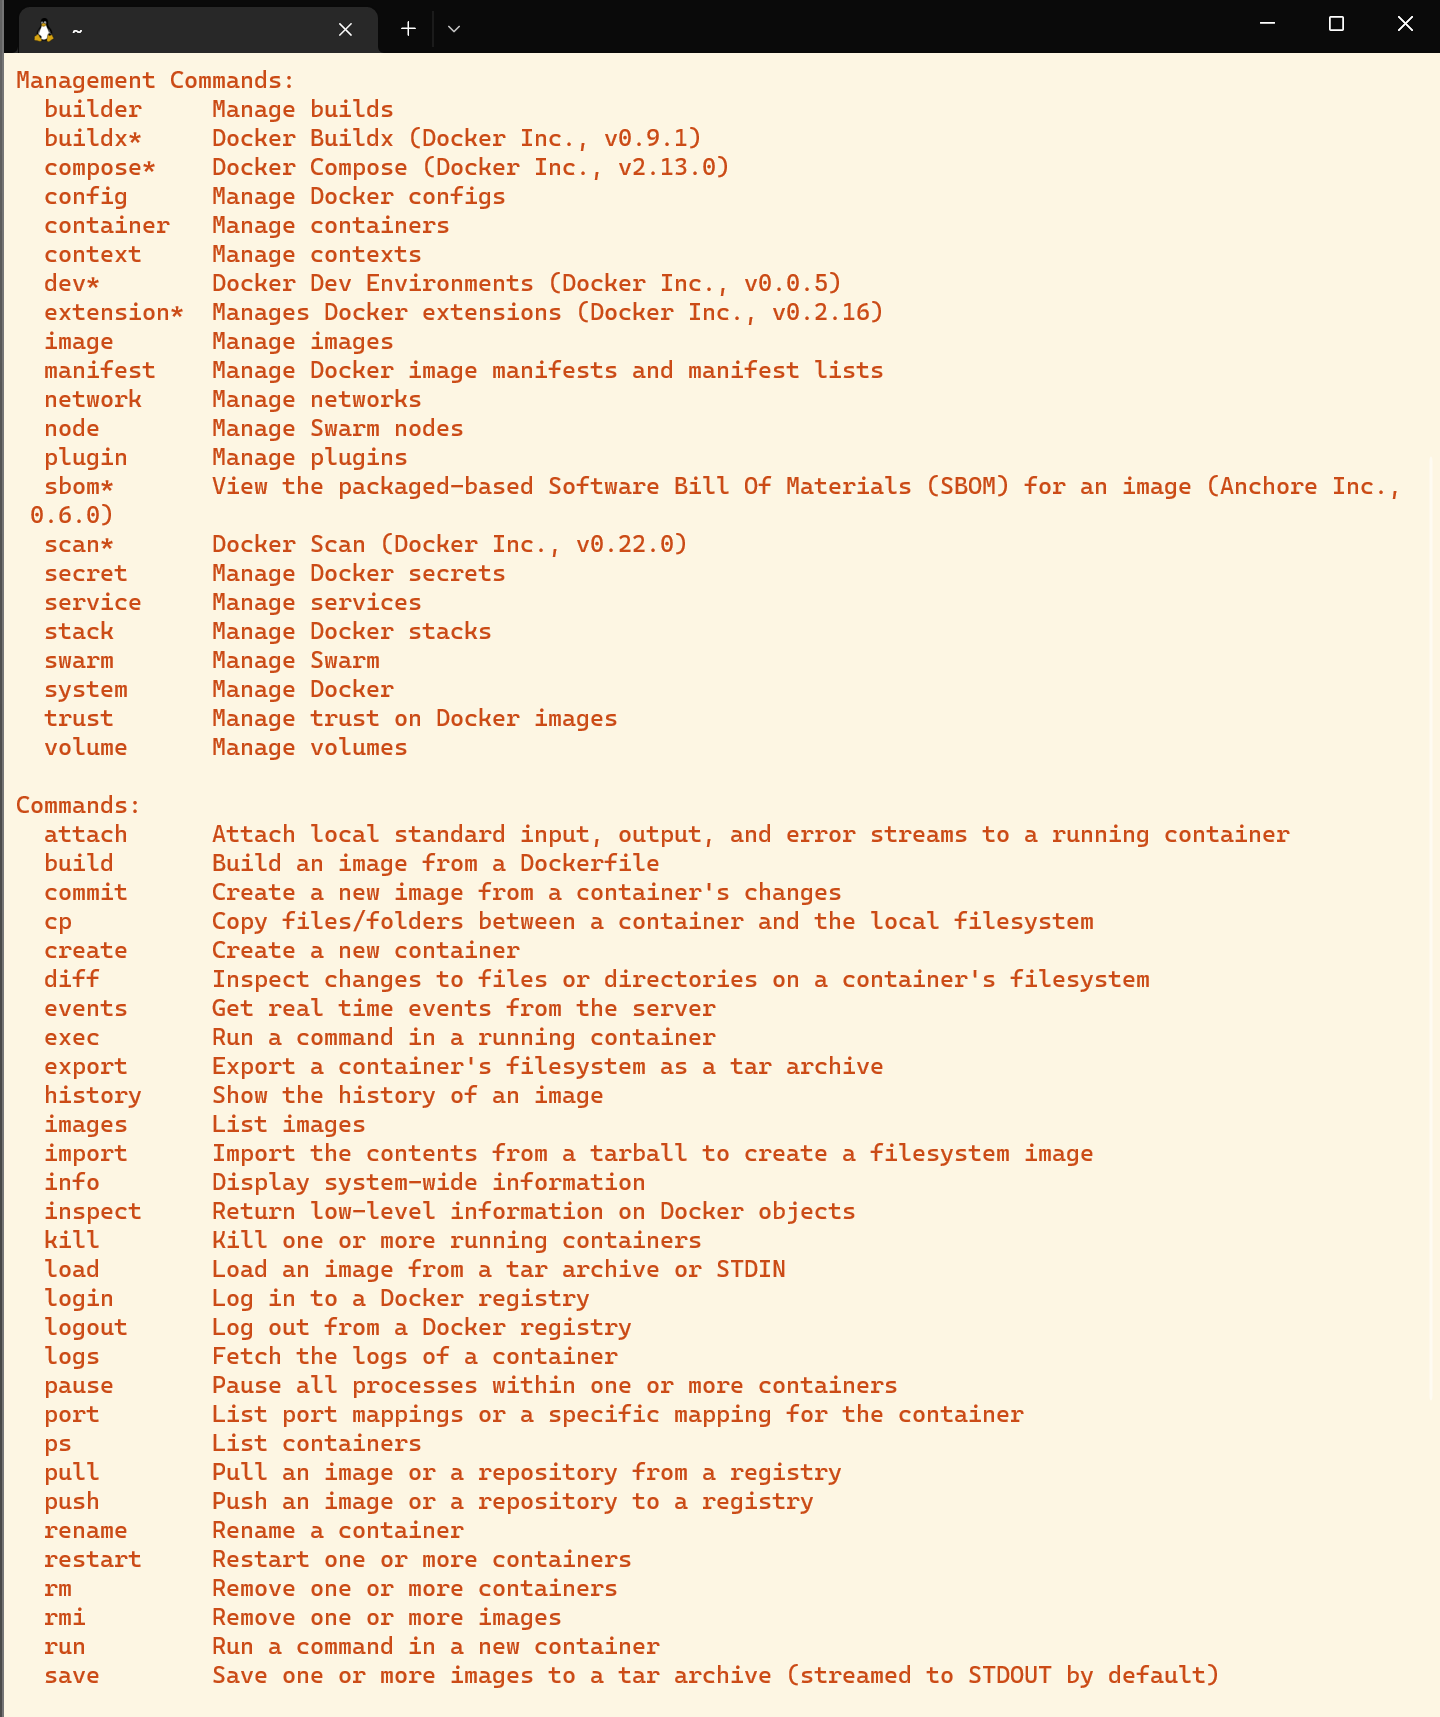 ~
Management Commands:
  builder     Manage builds
  buildx*     Docker Buildx (Docker Inc., v0.9.1)
  compose*    Docker Compose (Docker Inc., v2.13.0)
  config      Manage Docker configs
  container   Manage containers
  context     Manage contexts
  dev*        Docker Dev Environments (Docker Inc., v0.0.5)
  extension*  Manages Docker extensions (Docker Inc., v0.2.16)
  image       Manage images
  manifest    Manage Docker image manifests and manifest lists
  network     Manage networks
  node        Manage Swarm nodes
  plugin      Manage plugins
  sbom*       View the packaged-based Software Bill Of Materials (SBOM) for an image (Anchore Inc.,
 0.6.0)
  scan*       Docker Scan (Docker Inc., v0.22.0)
  secret      Manage Docker secrets
  service     Manage services
  stack       Manage Docker stacks
  swarm       Manage Swarm
  system      Manage Docker
  trust       Manage trust on Docker images
  volume      Manage volumes

Commands:
  attach      Attach local standard input, output, and error streams to a running container
  build       Build an image from a Dockerfile
  commit      Create a new image from a container's changes
  cp          Copy files/folders between a container and the local filesystem
  create      Create a new container
  diff        Inspect changes to files or directories on a container's filesystem
  events      Get real time events from the server
  exec        Run a command in a running container
  export      Export a container's filesystem as a tar archive
  history     Show the history of an image
  images      List images
  import      Import the contents from a tarball to create a filesystem image
  info        Display system-wide information
  inspect     Return low-level information on Docker objects
  kill        Kill one or more running containers
  load        Load an image from a tar archive or STDIN
  login       Log in to a Docker registry
  logout      Log out from a Docker registry
  logs        Fetch the logs of a container
  pause       Pause all processes within one or more containers
  port        List port mappings or a specific mapping for the container
  ps          List containers
  pull        Pull an image or a repository from a registry
  push        Push an image or a repository to a registry
  rename      Rename a container
  restart     Restart one or more containers
  rm          Remove one or more containers
  rmi         Remove one or more images
  run         Run a command in a new container
  save        Save one or more images to a tar archive (streamed to STDOUT by default)